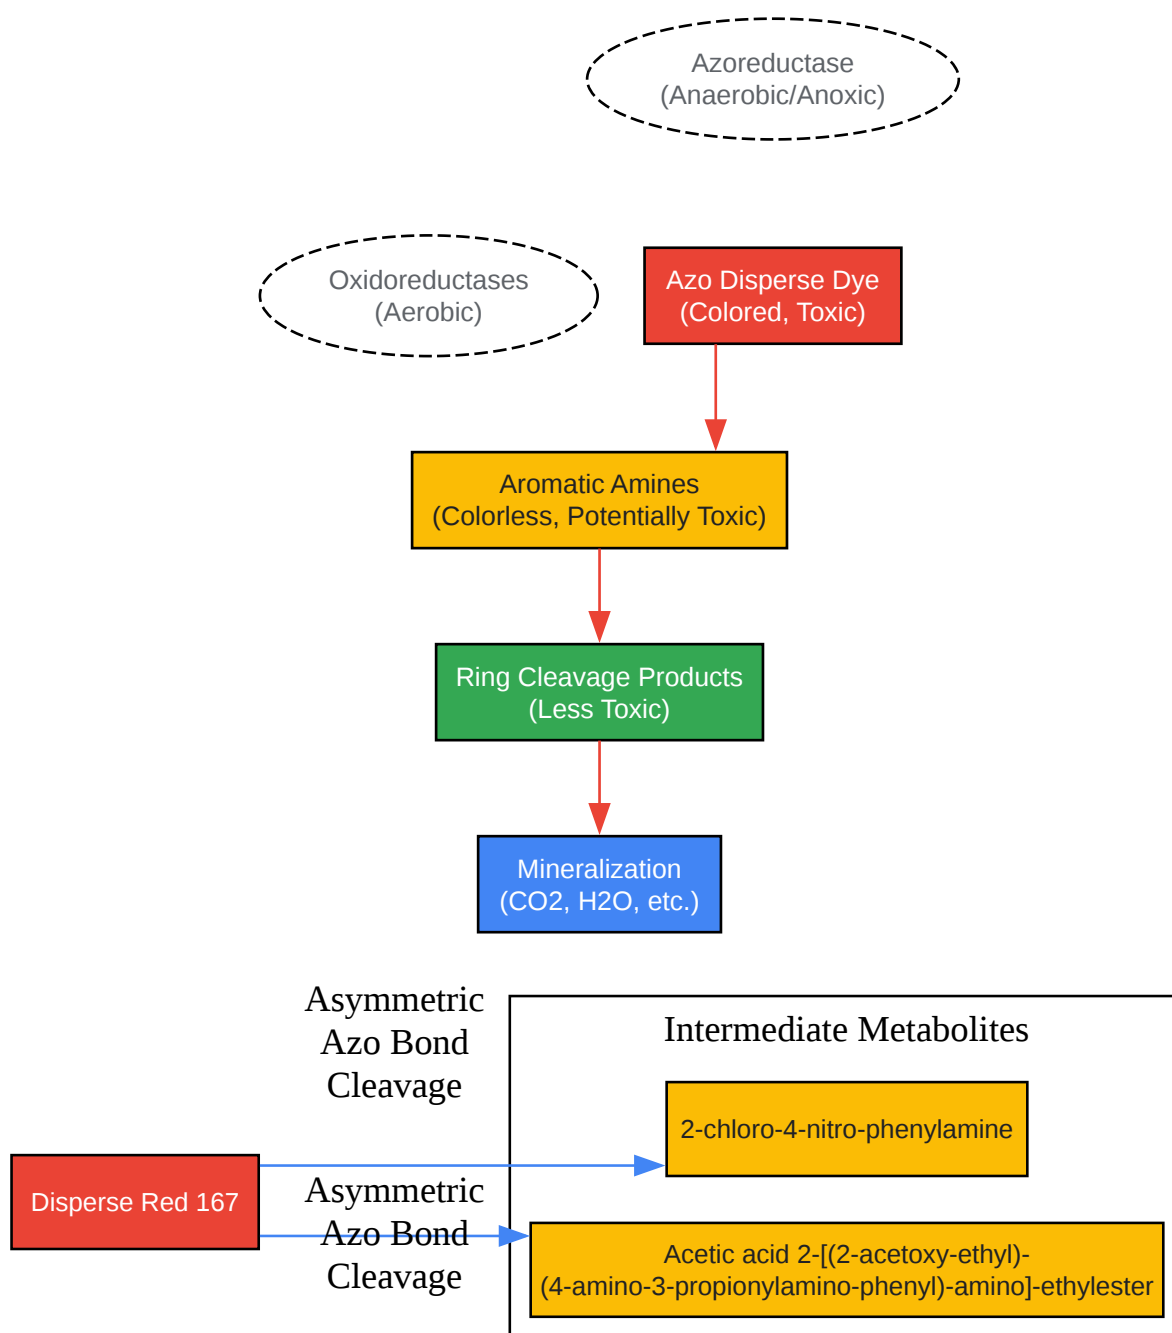 Azoreductase
(Anaerobic/Anoxic)
Oxidoreductases
(Aerobic)
Azo Disperse Dye
(Colored, Toxic)
Aromatic Amines
(Colorless, Potentially Toxic)
Ring Cleavage Products
(Less Toxic)
Mineralization
(CO2, H2O, etc.)
Asymmetric
Azo Bond
Cleavage
Intermediate Metabolites
2-chloro-4-nitro-phenylamine
Disperse Red 167
Asymmetric
Azo Bond
Cleavage
Acetic acid 2-[(2-acetoxy-ethyl)-
(4-amino-3-propionylamino-phenyl)-amino]-ethylester